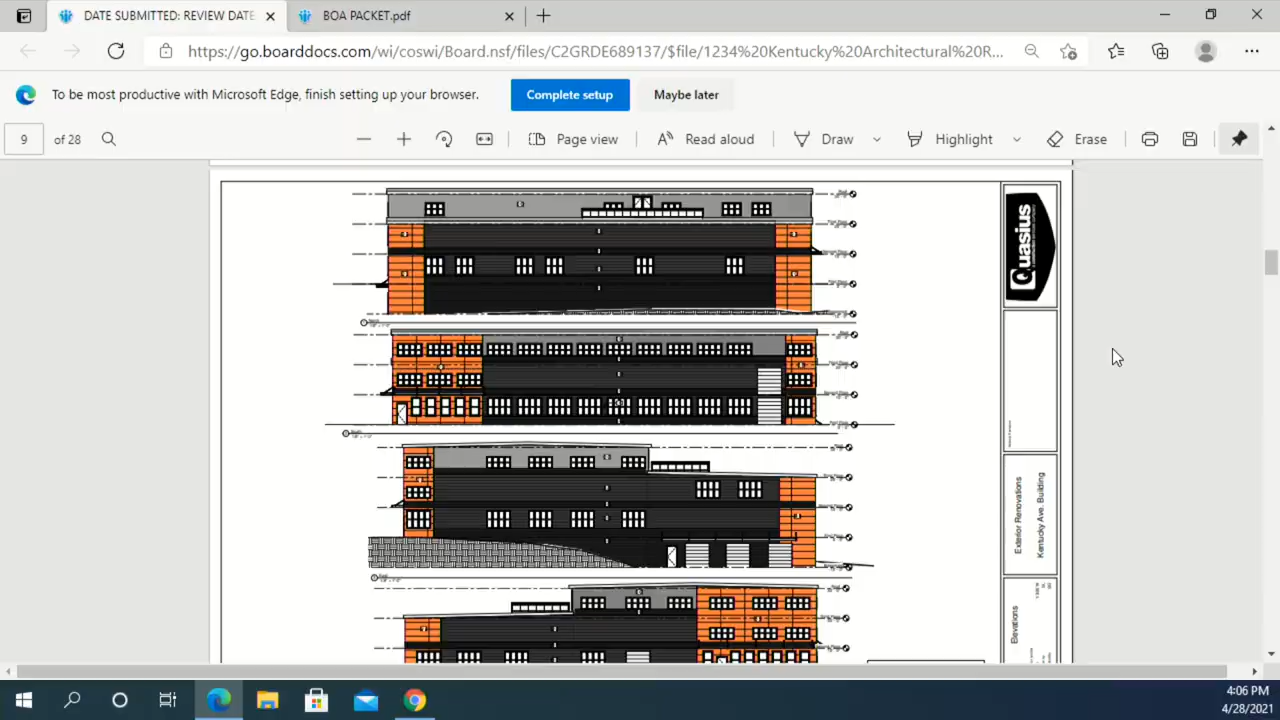 DATE SUBMITTED: REVIEW DATE
BOA PACKET.pdf
https://go.boarddocs.com/wi/coswi/Board.nsf/files/C2GRDE689137/$file/1234%20Kentucky%20Architectural%20R...
To be most productive with Microsoft Edge, finish setting up your browser.
Complete setup
Maybe later
9
of 28
Page view
Read aloud
Draw
Highlight
Erase
Quasius
Exterior Renovations
Kentucky Ave. Building
Elevations
4:06 PM
4/28/2021